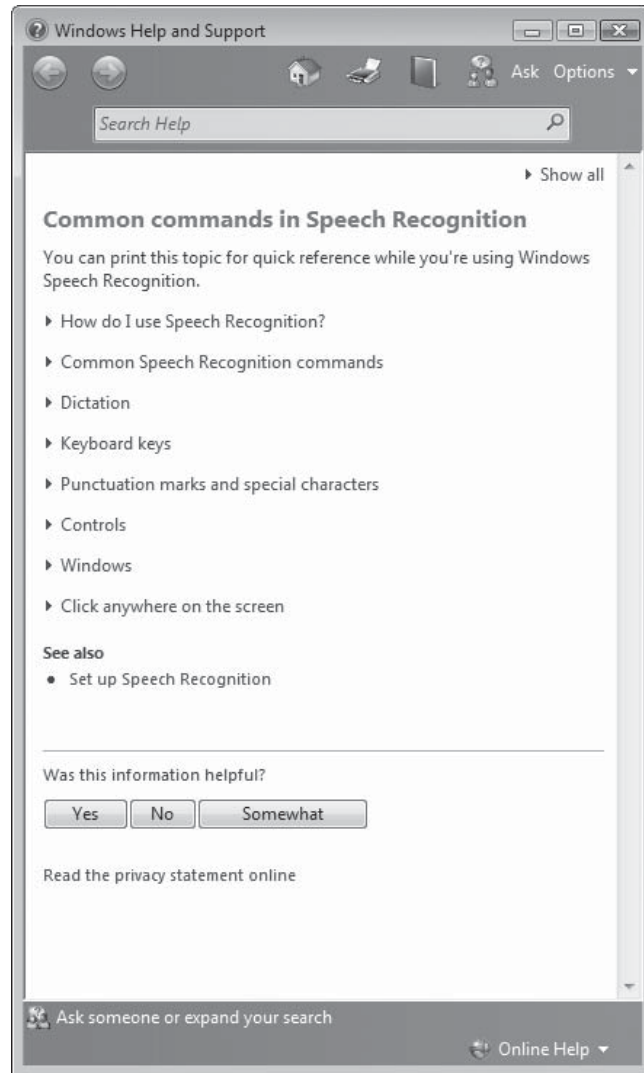 Windows Help and Support
Ask Options
Search Help
Show all
Common commands in Speech Recognition
You can print this topic for quick reference while you're using Windows
Speech Recognition.
How do I use Speech Recognition?
Common Speech Recognition commands
Dictation
Keyboard keys
Punctuation marks and special characters
Controls
Windows
Click anywhere on the screen
See also
• Set up Speech Recognition
Was this information helpful?
Yes No Somewhat
Read the privacy statement online
Ask someone or expand your search
Online Help